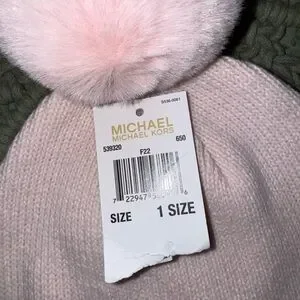 MICHAEL
MICHAEL KORS
539320
F22
650
SIZE
1 SIZE